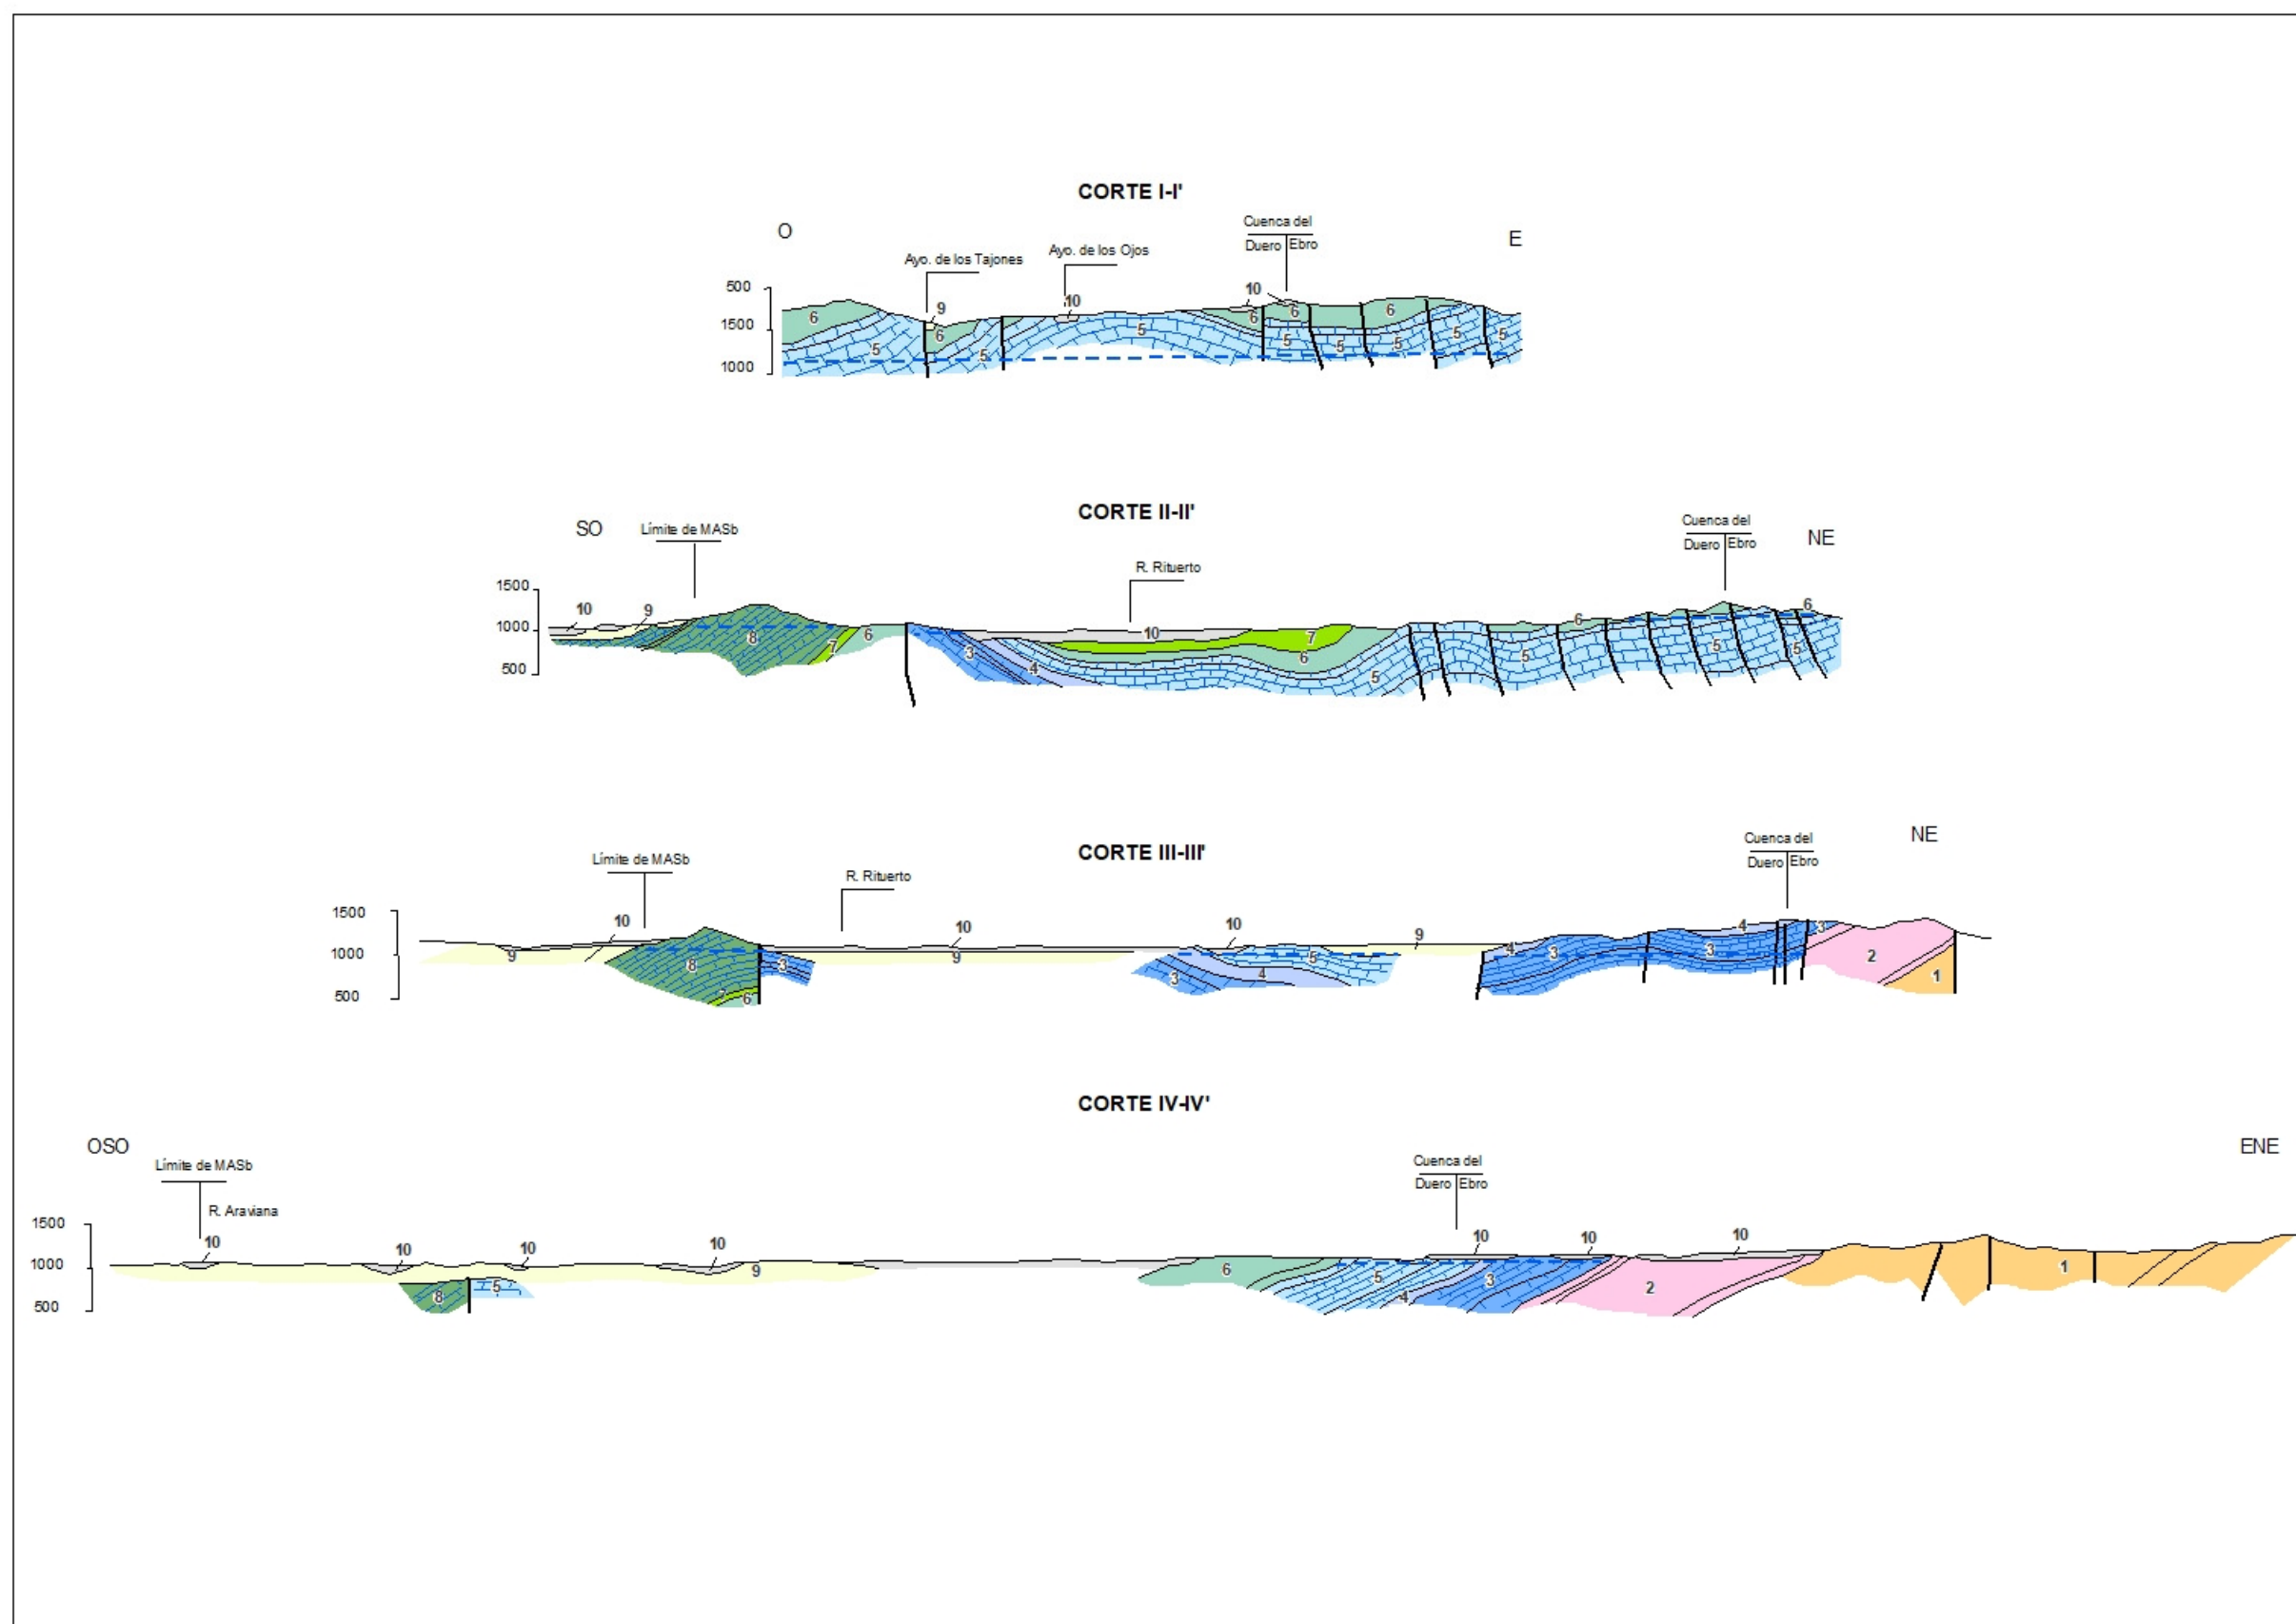 CORTE I-I'
O
E
Cuenca del
Duero Ebro
Ayo. de los Tajones
Ayo. de los Ojos
500
1500
1000
6 5 9 6 5 10 5 10 6 6 5 5 6 5 5 5
CORTE II-II'
SO
Límite de MASb
R. Rituerto
Cuenca del
Duero Ebro
NE
1500
1000
500
10 9 8 7 6 3 4 10 7 6 5 5 6 5 5 6
CORTE III-III'
NE
Límite de MASb
R. Rituerto
Cuenca del
Duero Ebro
1500
1000
500
9 10 8 7 6 3 10 9 3 10 4 5 9 4 3 3 4 3 2 1
CORTE IV-IV'
OSO
ENE
Límite de MASb
R. Araviana
Cuenca del
Duero Ebro
1500
1000
500
10 10 8 5 10 10 9 6 5 4 10 3 10 2 10 1